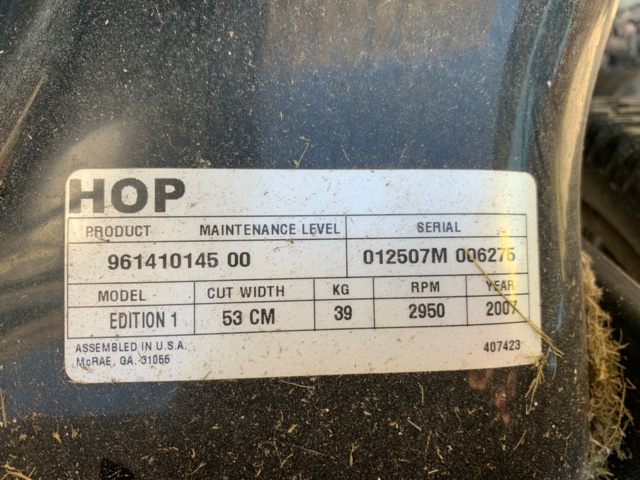 HOP
PRODUCT MAINTENANCE LEVEL SERIAL
961410145 00 012507M 006275
MODEL CUT WIDTH KG RPM YEAR
EDITION 1 53 CM 39 2950 2007
ASSEMBLED IN U.S.A.
McRAE, GA. 31055 407423